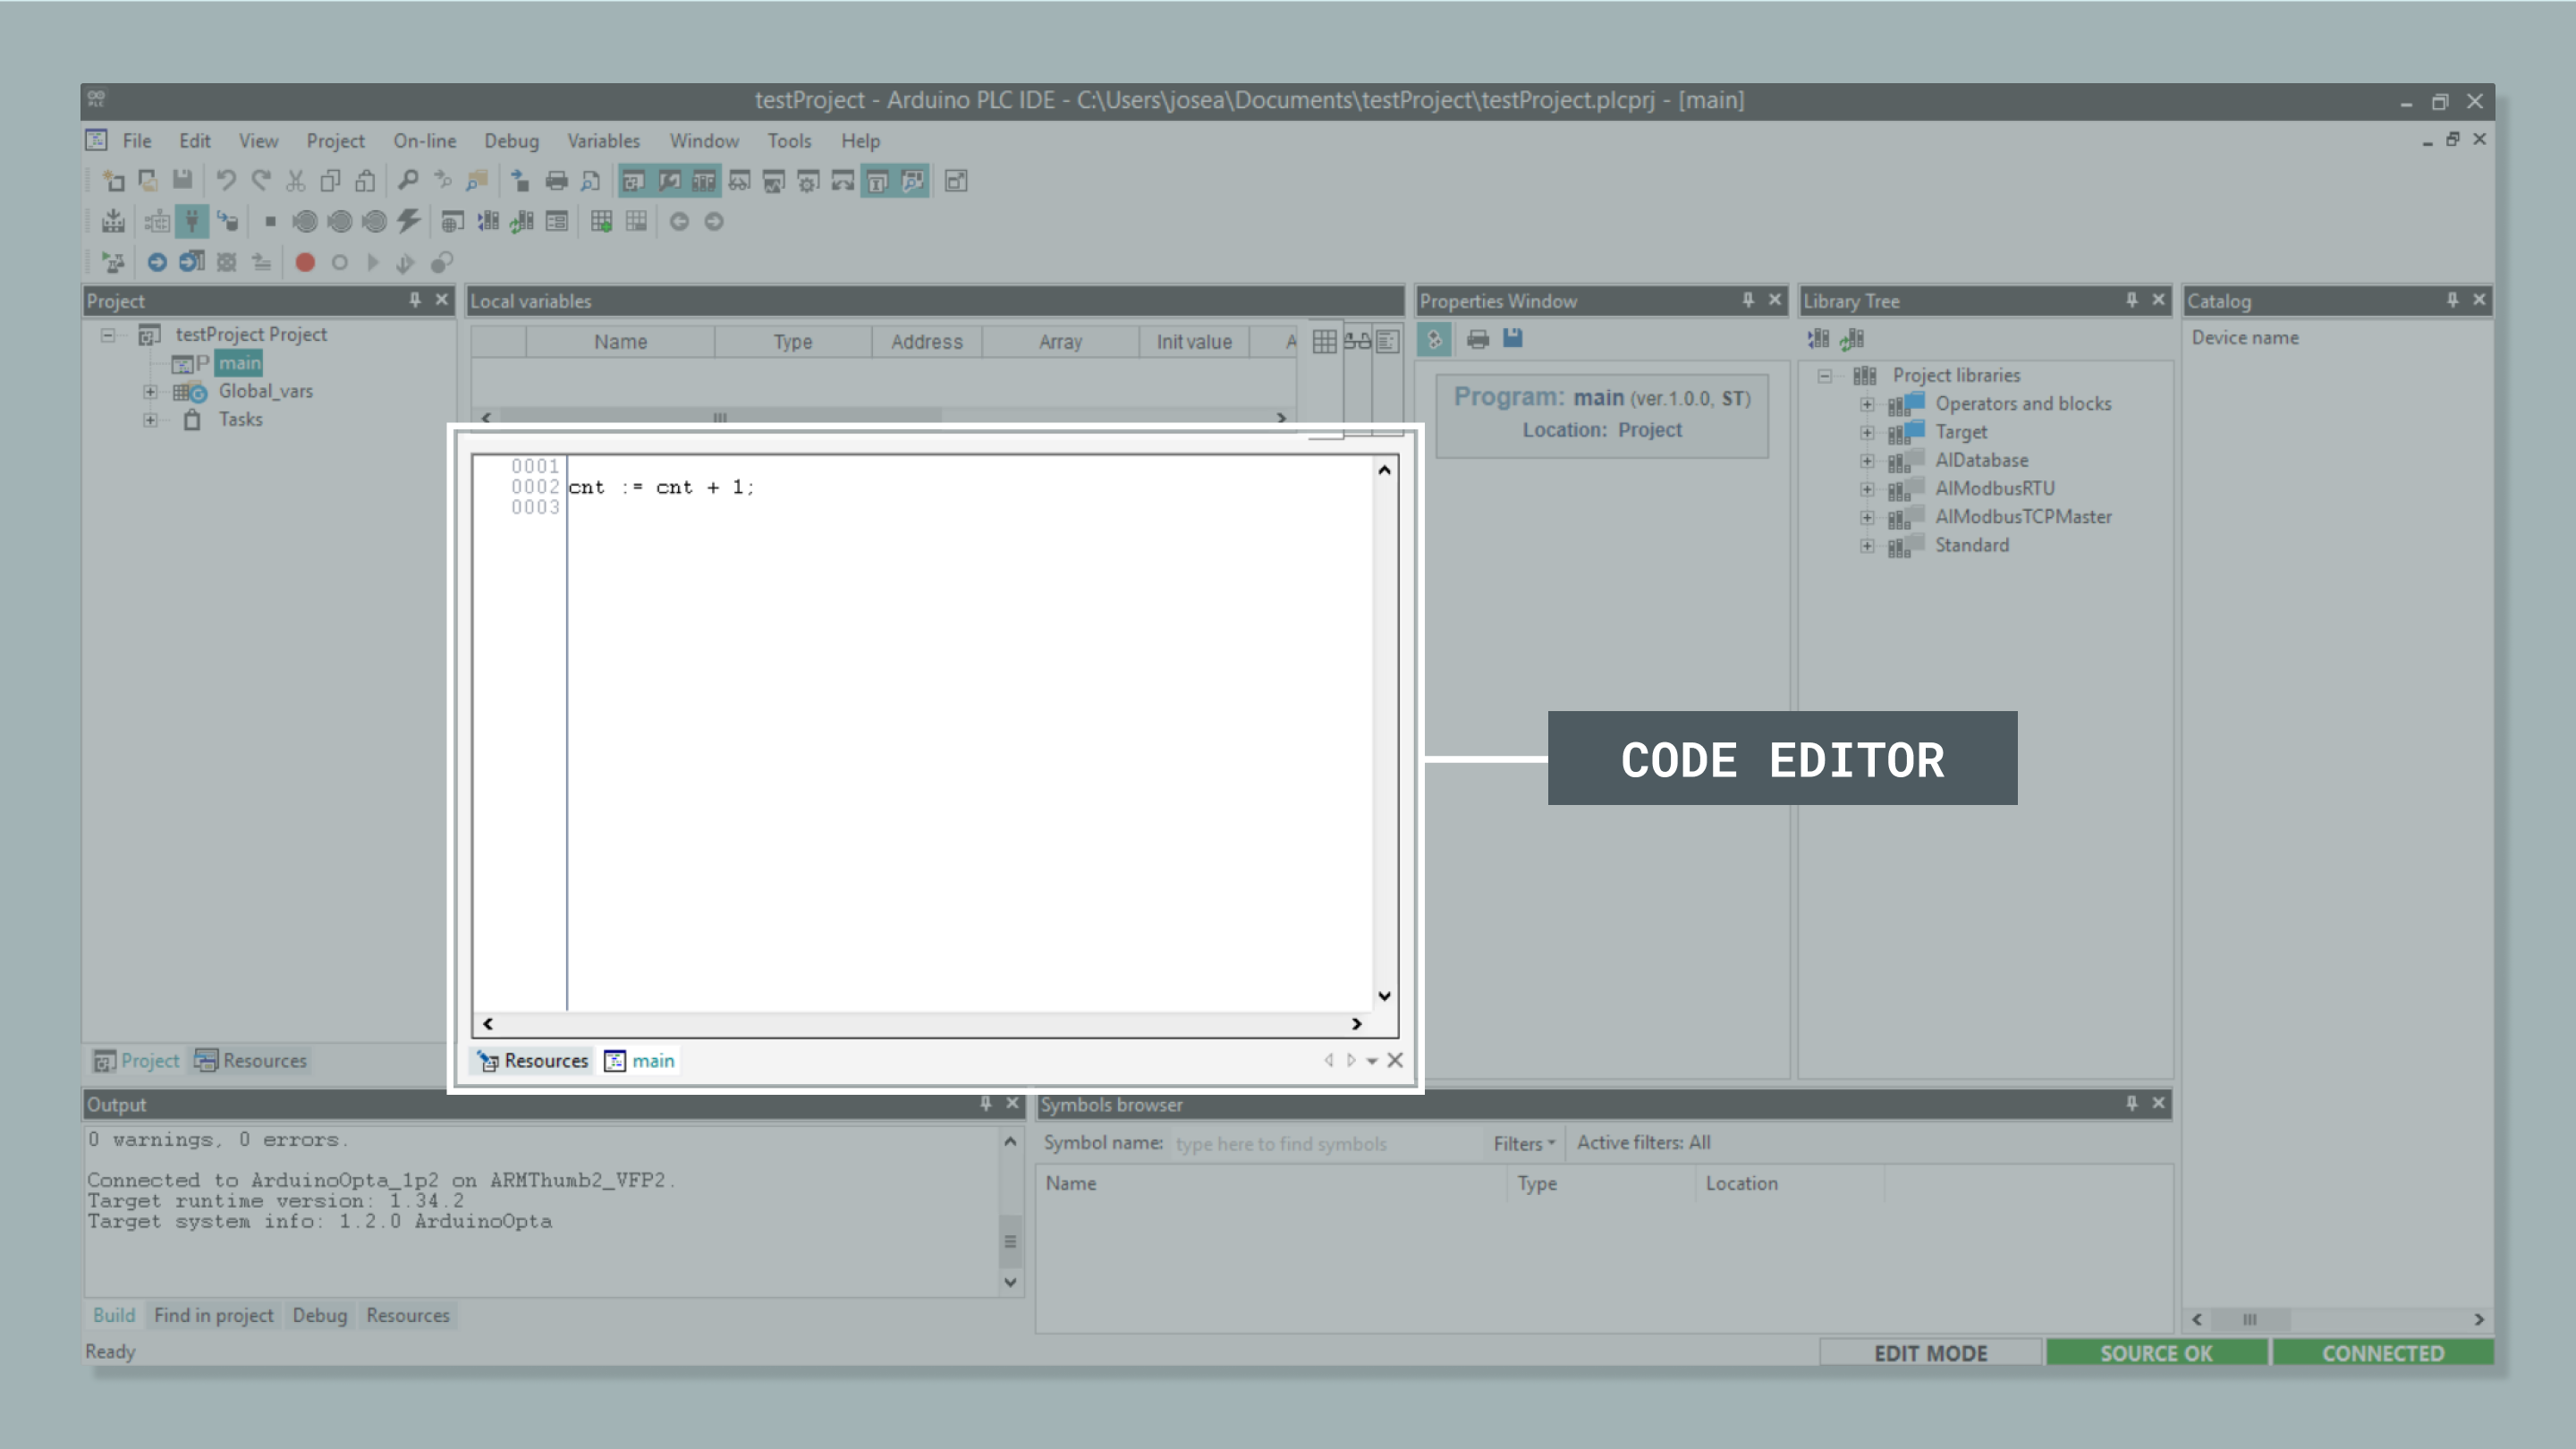 testProject - Arduino PLC IDE - C:\Users\josea\Documents\testProject\testProject.plcprj - [main]
File Edit View Project On-line Debug Variables Window Tools Help
Project
testProject Project
P main
Global_vars
Tasks
Project Resources
Local variables
Name Type Address Array Init value A
0001
0002 cnt := cnt + 1;
0003
Resources main
Properties Window
Program: main (ver.1.0.0, ST)
Location: Project
Library Tree
Project libraries
Operators and blocks
Target
AlDatabase
AlModbusRTU
AlModbusTCPMaster
Standard
Catalog
Device name
CODE EDITOR
Output
0 warnings, 0 errors.
Connected to ArduinoOpta_1p2 on ARMThumb2_VFP2.
Target runtime version: 1.34.2
Target system info: 1.2.0 ArduinoOpta
Build Find in project Debug Resources
Symbols browser
Symbol name: type here to find symbols Filters Active filters: All
Name Type Location
Ready EDIT MODE SOURCE OK CONNECTED